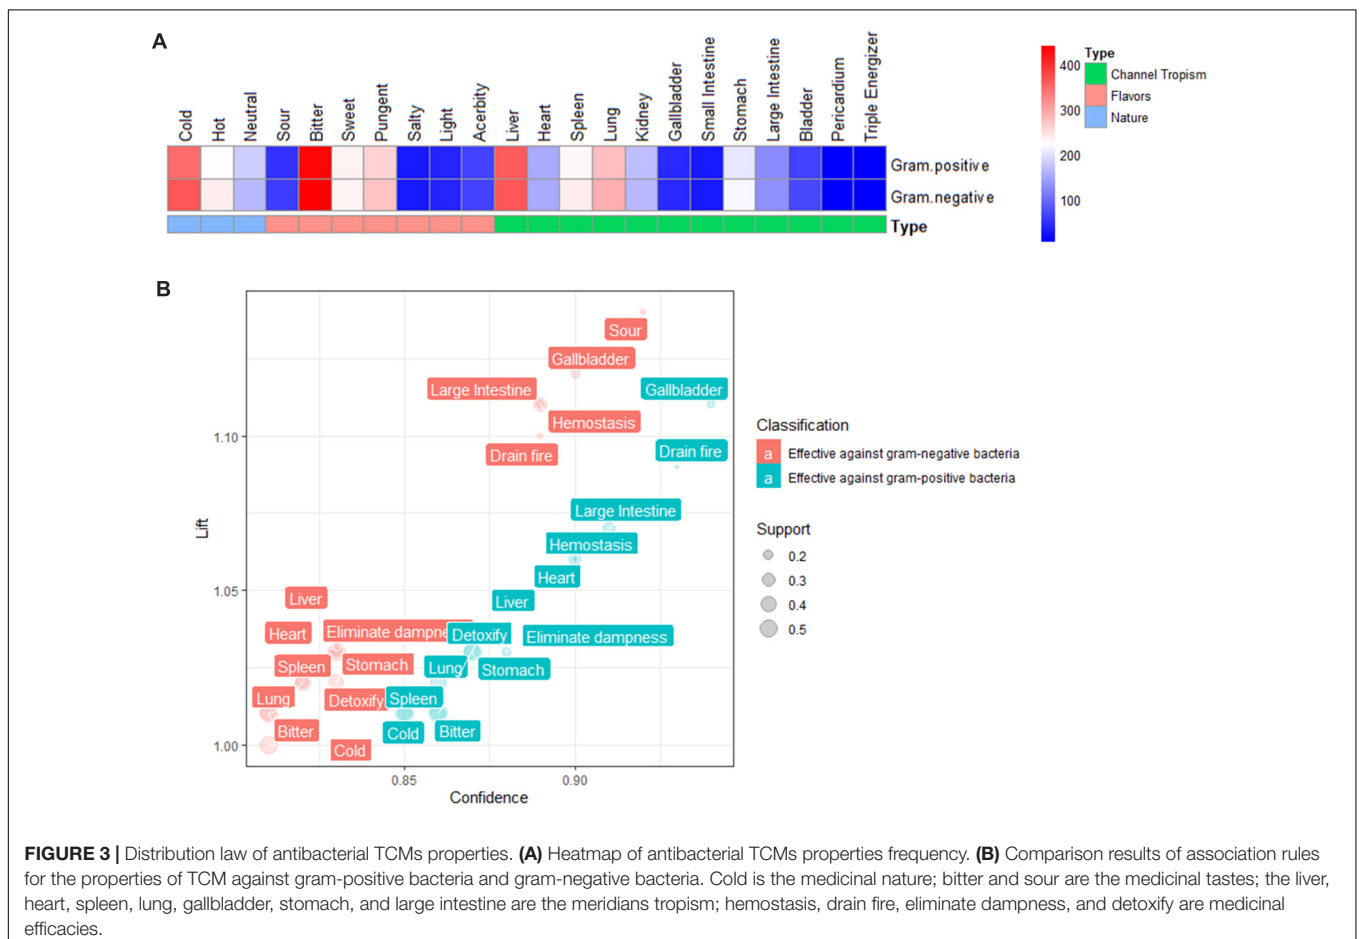 A
Cold
Hot
Neutral
Sour
Bitter
Sweet
Pungent
Salty
Light
Acerbity
Liver
Heart
Spleen
Lung
Kidney
Gallbladder
Small Intestine
Stomach
Large Intestine
Bladder
Pericardium
Triple Energizer
Gram.positive
Gram.negative
Type
400
300
200
100
Type
Channel Tropism
Flavors
Nature
B
Sour
Gallbladder
Large Intestine
Gallbladder
Hemostasis
Drain fire
Drain fire
Large Intestine
Hemostasis
Heart
Liver
Liver
Heart
Eliminate dampne
Detoxify
Eliminate dampness
Spleen
Stomach
Lung
Stomach
Lung
Detoxify
Spleen
Bitter
Cold
Cold
Bitter
1.10
1.05
1.00
Lift
0.85
0.90
Confidence
Classification
a Effective against gram-negative bacteria
a Effective against gram-positive bacteria
Support
0.2
0.3
0.4
0.5
FIGURE 3 | Distribution law of antibacterial TCMs properties. (A) Heatmap of antibacterial TCMs properties frequency. (B) Comparison results of association rules
for the properties of TCM against gram-positive bacteria and gram-negative bacteria. Cold is the medicinal nature; bitter and sour are the medicinal tastes; the liver,
heart, spleen, lung, gallbladder, stomach, and large intestine are the meridians tropism; hemostasis, drain fire, eliminate dampness, and detoxify are medicinal
efficacies.